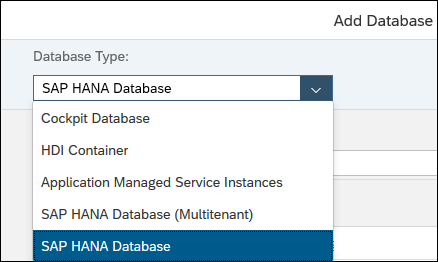 Add Database
Database Type:
SAP HANA Database
Cockpit Database
HDI Container
Application Managed Service Instances
SAP HANA Database (Multitenant)
SAP HANA Database